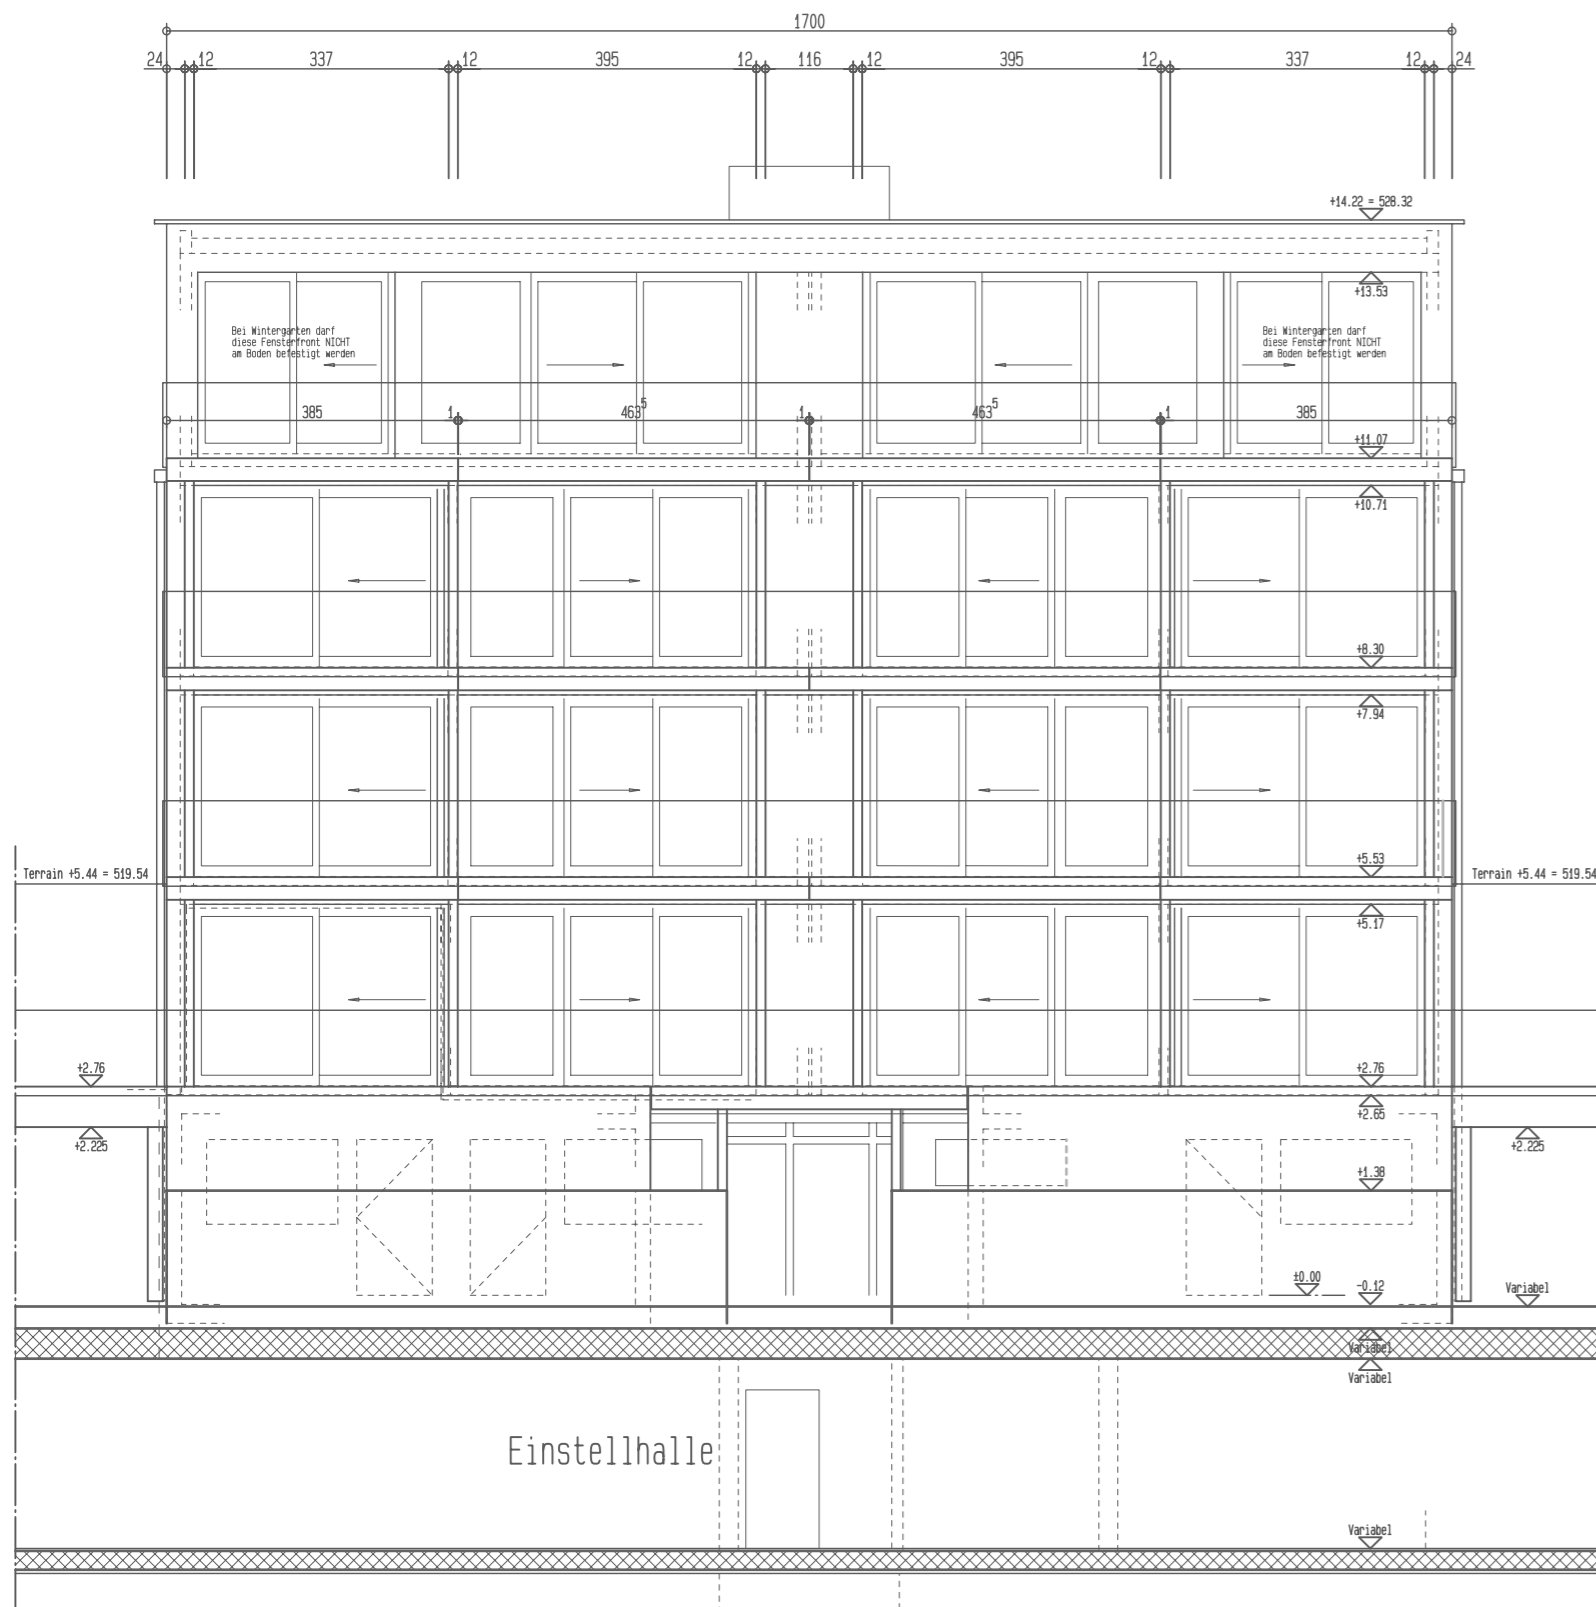 1700
24 12 337 12 395 12 116 12 395 12 337 12 24
+14.22 = 528.32
+13.53
Bei Wintergarten darf
diese Fensterfront NICHT
am Boden befestigt werden
Bei Wintergarten darf
diese Fensterfront NICHT
am Boden befestigt werden
385 1 463⁵ 1 463⁵ 1 385
+11.07
+10.71
+8.30
+7.94
+5.53
Terrain +5.44 = 519.54
Terrain +5.44 = 519.54
+5.17
+2.76
+2.76
+2.65
+2.225
+2.225
+1.38
±0.00
-0.12
Variabel
Variabel
Variabel
Einstellhalle
Variabel